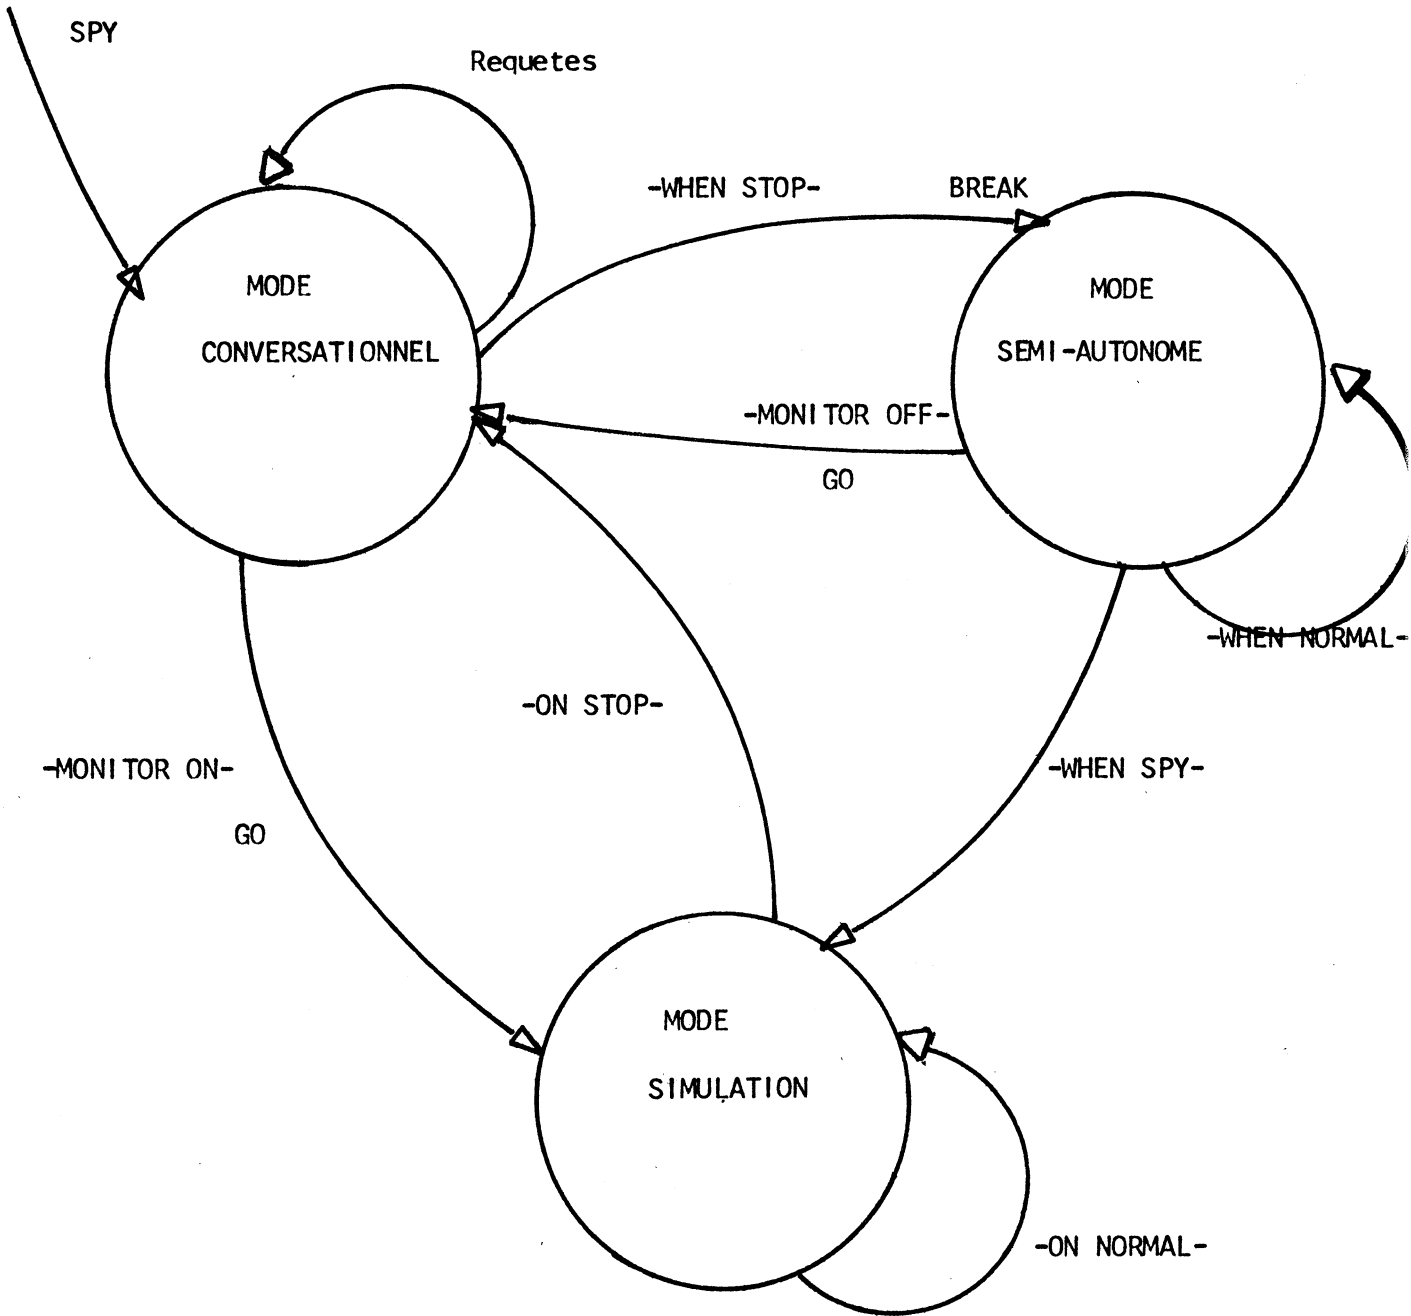 SPY
Requetes
-WHEN STOP- BREAK
MODE
CONVERSATIONNEL
MODE
SEMI-AUTONOME
-MONITOR OFF-
GO
-WHEN NORMAL-
-ON STOP-
-MONITOR ON-
GO
-WHEN SPY-
MODE
SIMULATION
-ON NORMAL-